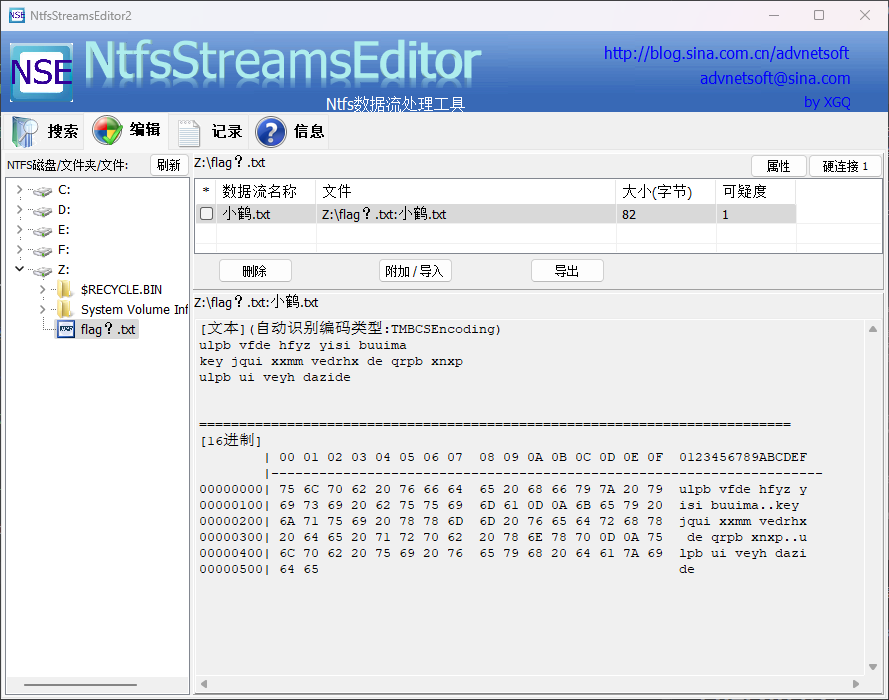 NSE NtfsStreamsEditor2
NSE NtfsStreamsEditor
Ntfs数据流处理工具
http://blog.sina.com.cn/advnetsoft
advnetsoft@sina.com
by XGQ
搜索 编辑 记录 ? 信息
NTFS磁盘/文件夹/文件: 刷新
C:
D:
E:
F:
Z:
$RECYCLE.BIN
System Volume Inf
flag？.txt
Z:\flag？.txt 属性 硬连接 1
* 数据流名称 文件 大小(字节) 可疑度
小鹤.txt Z:\flag？.txt:小鹤.txt 82 1
删除 附加 / 导入 导出
Z:\flag？.txt:小鹤.txt
[文本](自动识别编码类型:TMBCSEncoding)
ulpb vfde hfyz yisi buuima
key jqui xxmm vedrhx de qrpb xnxp
ulpb ui veyh dazide
==========================================================================
[16进制]
| 00 01 02 03 04 05 06 07 08 09 0A 0B 0C 0D 0E 0F 0123456789ABCDEF
|---------------------------------------------------------------------
00000000| 75 6C 70 62 20 76 66 64 65 20 68 66 79 7A 20 79 ulpb vfde hfyz y
00000100| 69 73 69 20 62 75 75 69 6D 61 0D 0A 6B 65 79 20 isi buuima..key
00000200| 6A 71 75 69 20 78 78 6D 6D 20 76 65 64 72 68 78 jqui xxmm vedrhx
00000300| 20 64 65 20 71 72 70 62 20 78 6E 78 70 0D 0A 75 de qrpb xnxp..u
00000400| 6C 70 62 20 75 69 20 76 65 79 68 20 64 61 7A 69 lpb ui veyh dazi
00000500| 64 65 de